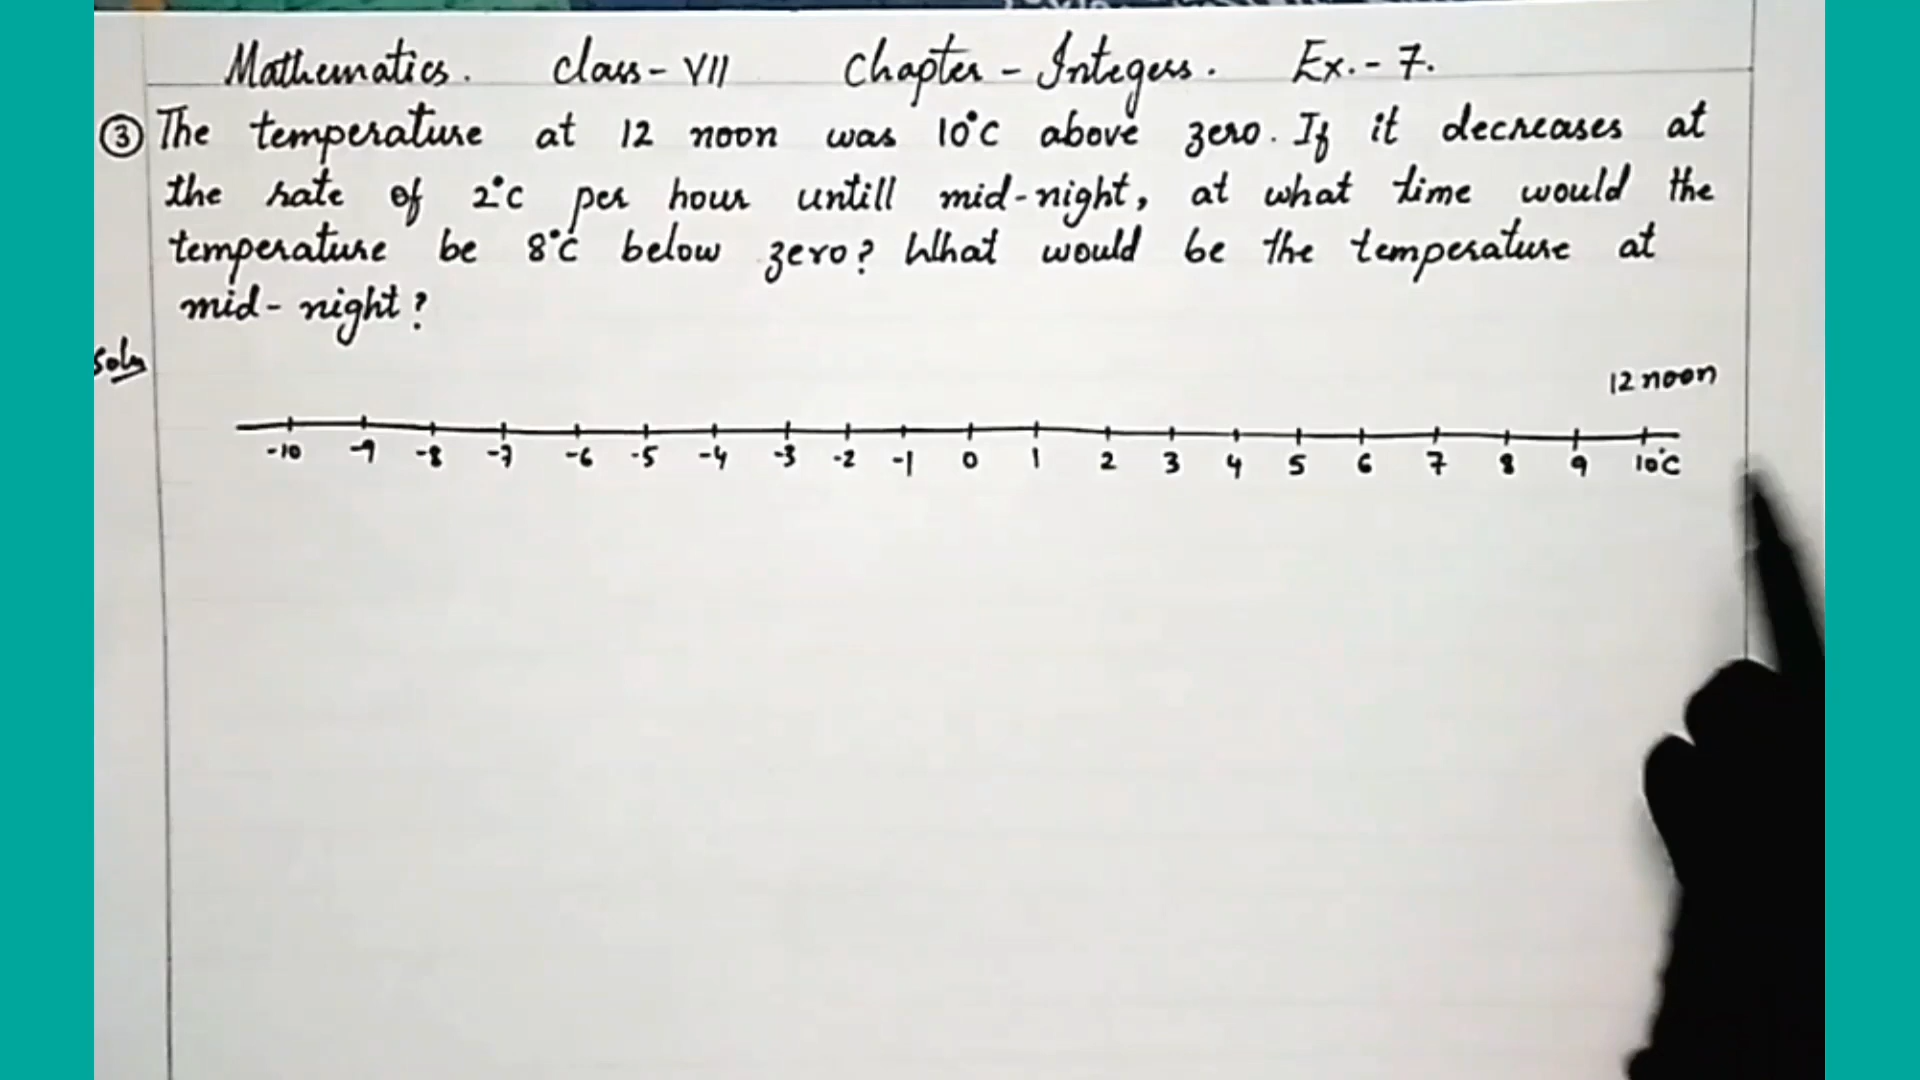 Mathematics. Class-VII Chapter - Integers. Ex.-7.
③ The temperature at 12 noon was 10°C above zero. If it decreases at
the rate of 2°C per hour untill mid-night, at what time would the
temperature be 8°C below zero? What would be the temperature at
mid-night?
Soln
12 noon
-10 -9 -8 -7 -6 -5 -4 -3 -2 -1 0 1 2 3 4 5 6 7 8 9 10°C